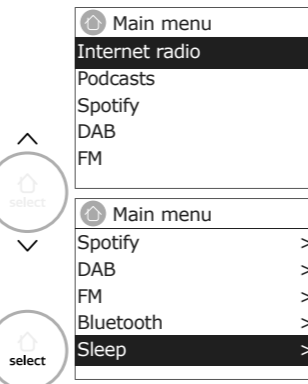 Main menu
Internet radio
Podcasts
Spotify
DAB
FM
select
Main menu
Spotify >
DAB >
FM >
Bluetooth >
Sleep >
select